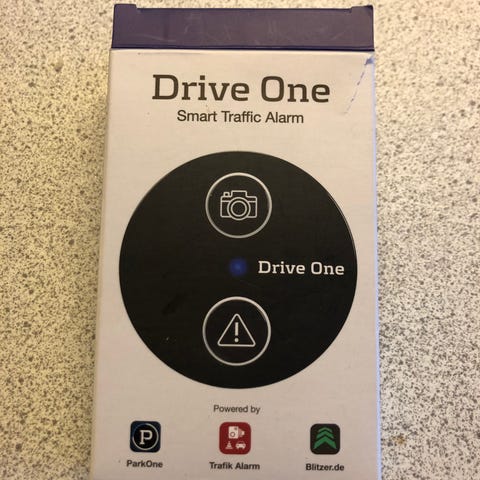 Drive One
Smart Traffic Alarm
Drive One
Powered by
P
ParkOne
Trafik Alarm
Blitzer.de